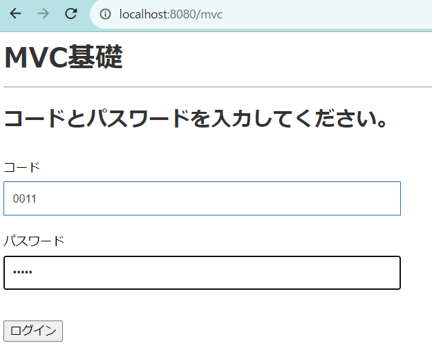 localhost:8080/mvc
MVC基礎
コードとパスワードを入力してください。
コード
0011
パスワード
•••••
ログイン